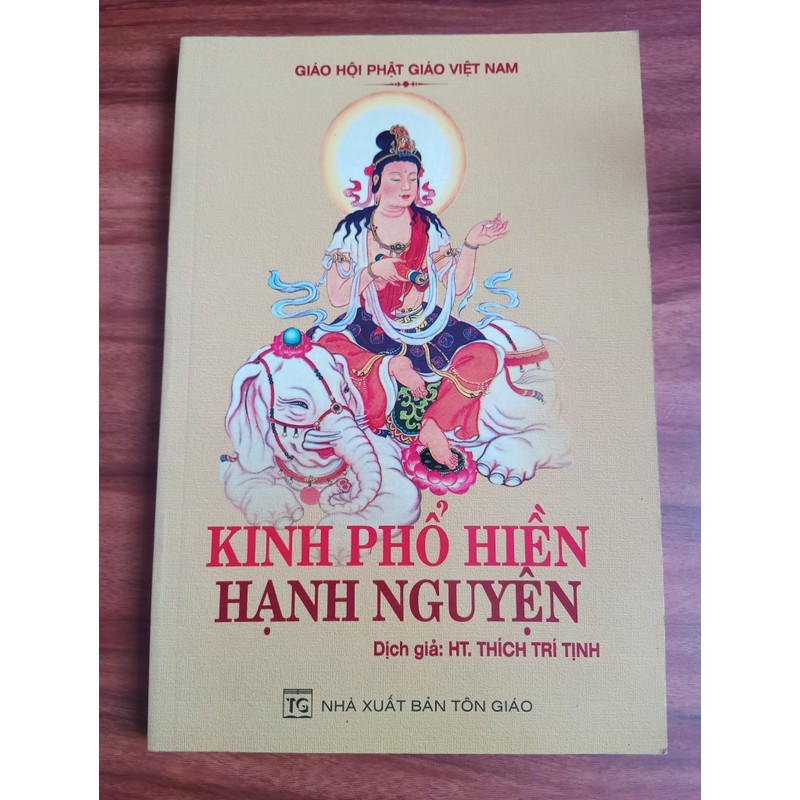 GIÁO HỘI PHẬT GIÁO VIỆT NAM
KINH PHỔ HIỀN
HẠNH NGUYỆN
Dịch giả: HT. THÍCH TRÍ TỊNH
TG NHÀ XUẤT BẢN TÔN GIÁO